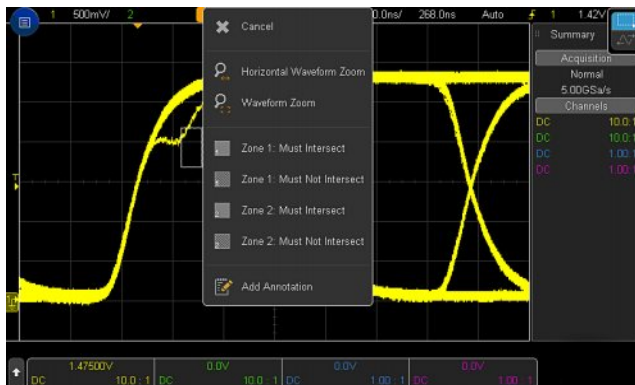 1 500mV/ 2 0.0ns/ 268.0ns Auto 1 1.42V
Cancel
Horizontal Waveform Zoom
Waveform Zoom
Zone 1: Must Intersect
Zone 1: Must Not Intersect
Zone 2: Must Intersect
Zone 2: Must Not Intersect
Add Annotation
Summary
Acquisition
Normal
5.00GSa/s
Channels
DC 10.0:1
DC 10.0:1
DC 1.00:1
DC 1.00:1
T
1.47500V 0.0V 0.0V 0.0V
DC 10.0:1 DC 10.0:1 DC 1.00:1 DC 1.00:1